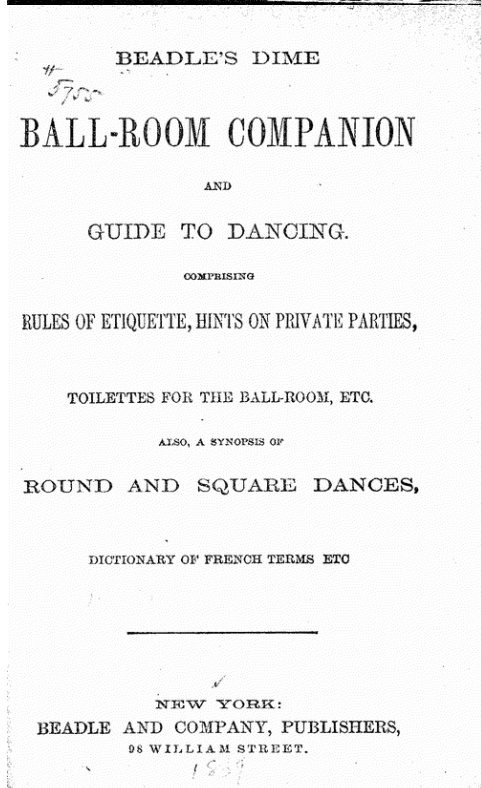 BEADLE'S DIME
# 5755
BALL-ROOM COMPANION
AND
GUIDE TO DANCING.
COMPRISING
RULES OF ETIQUETTE, HINTS ON PRIVATE PARTIES,
TOILETTES FOR THE BALL-ROOM, ETC.
ALSO, A SYNOPSIS OF
ROUND AND SQUARE DANCES,
DICTIONARY OF FRENCH TERMS ETC
NEW YORK:
BEADLE AND COMPANY, PUBLISHERS,
98 WILLIAM STREET.